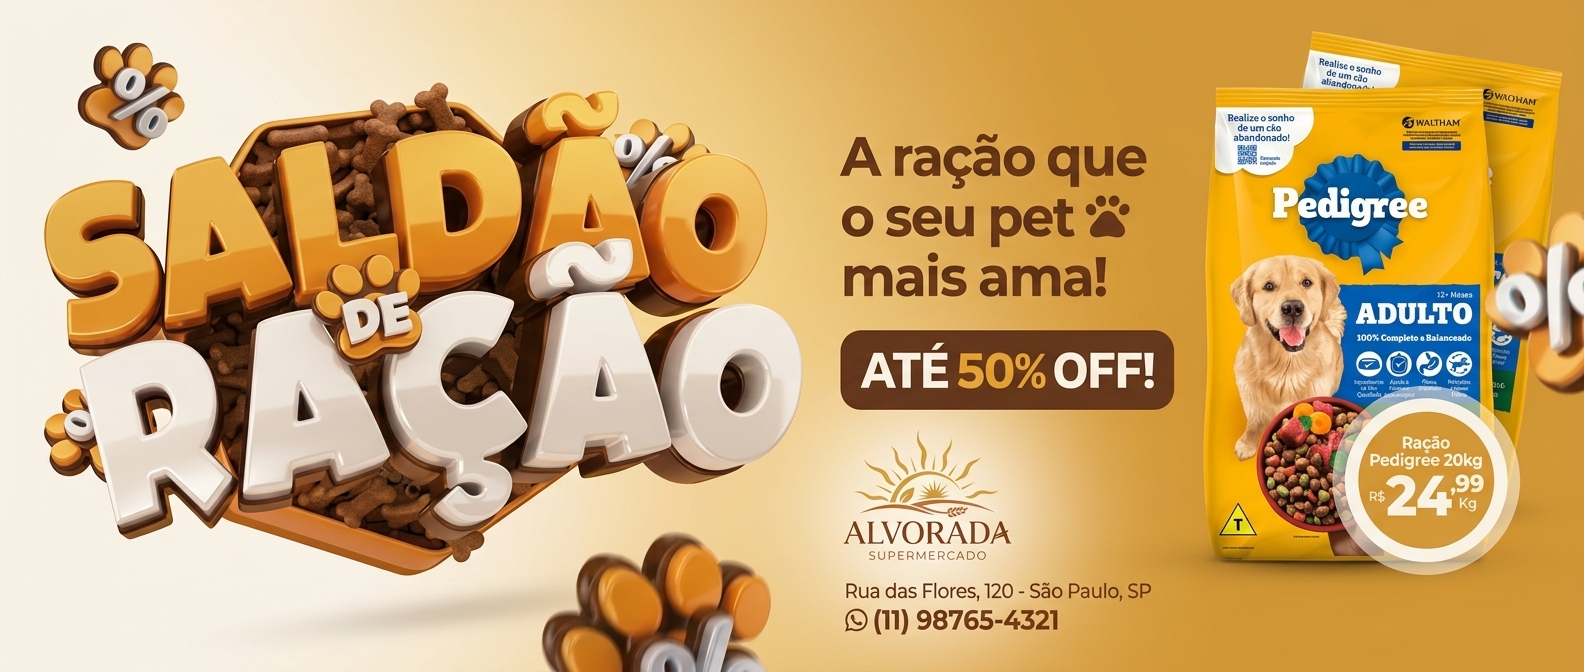 SALDÃO
DE
RAÇÃO
%
%
%
%
A ração que
o seu pet
mais ama!
ATÉ 50% OFF!
ALVORADA
SUPERMERCADO
Rua das Flores, 120 - São Paulo, SP
(11) 98765-4321
Realize o sonho
de um cão
WALTHAM
Realize o sonho
de um cão
abandonado!
WALTHAM
Pedigree
12+ Meses
ADULTO
100% Completo e Balanceado
T
Ração
Pedigree 20kg
R$ 24,99
Kg
%